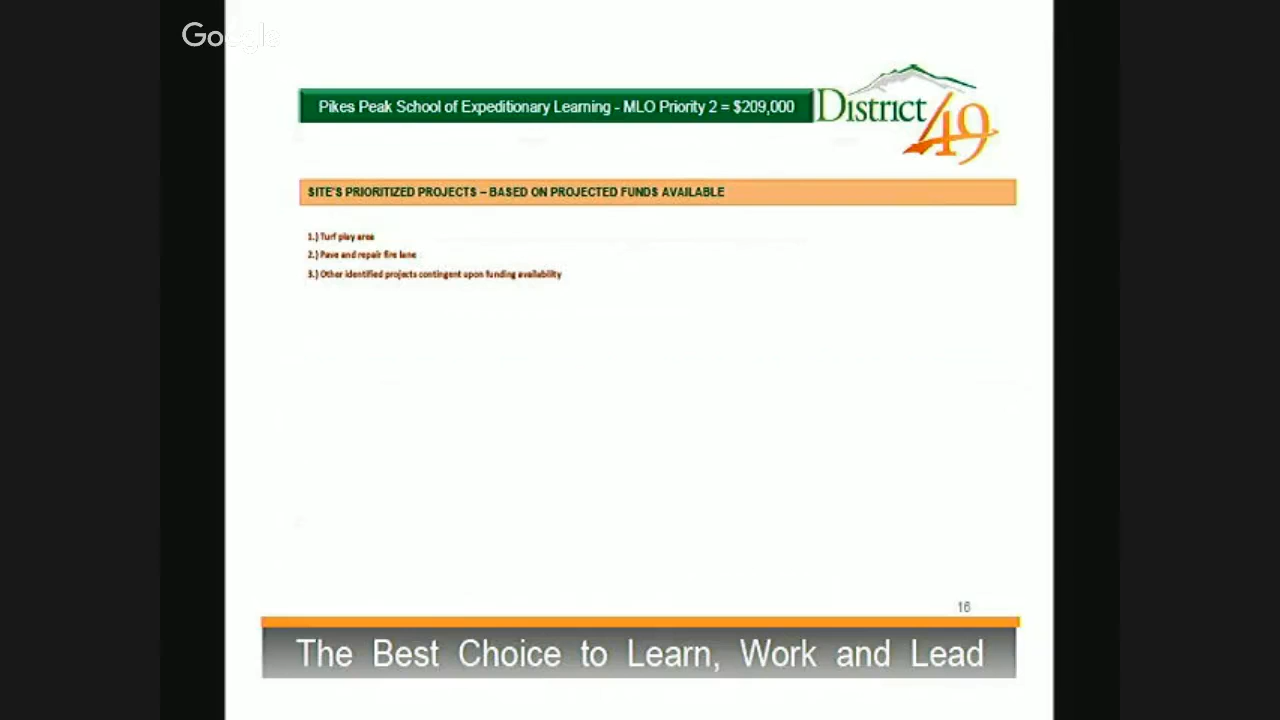 Google
Pikes Peak School of Expeditionary Learning - MLO Priority 2 = $209,000
District 49
SITE'S PRIORITIZED PROJECTS – BASED ON PROJECTED FUNDS AVAILABLE
1.) Turf play area
2.) Pave and repair fire lane
3.) Other identified projects contingent upon funding availability
16
The Best Choice to Learn, Work and Lead